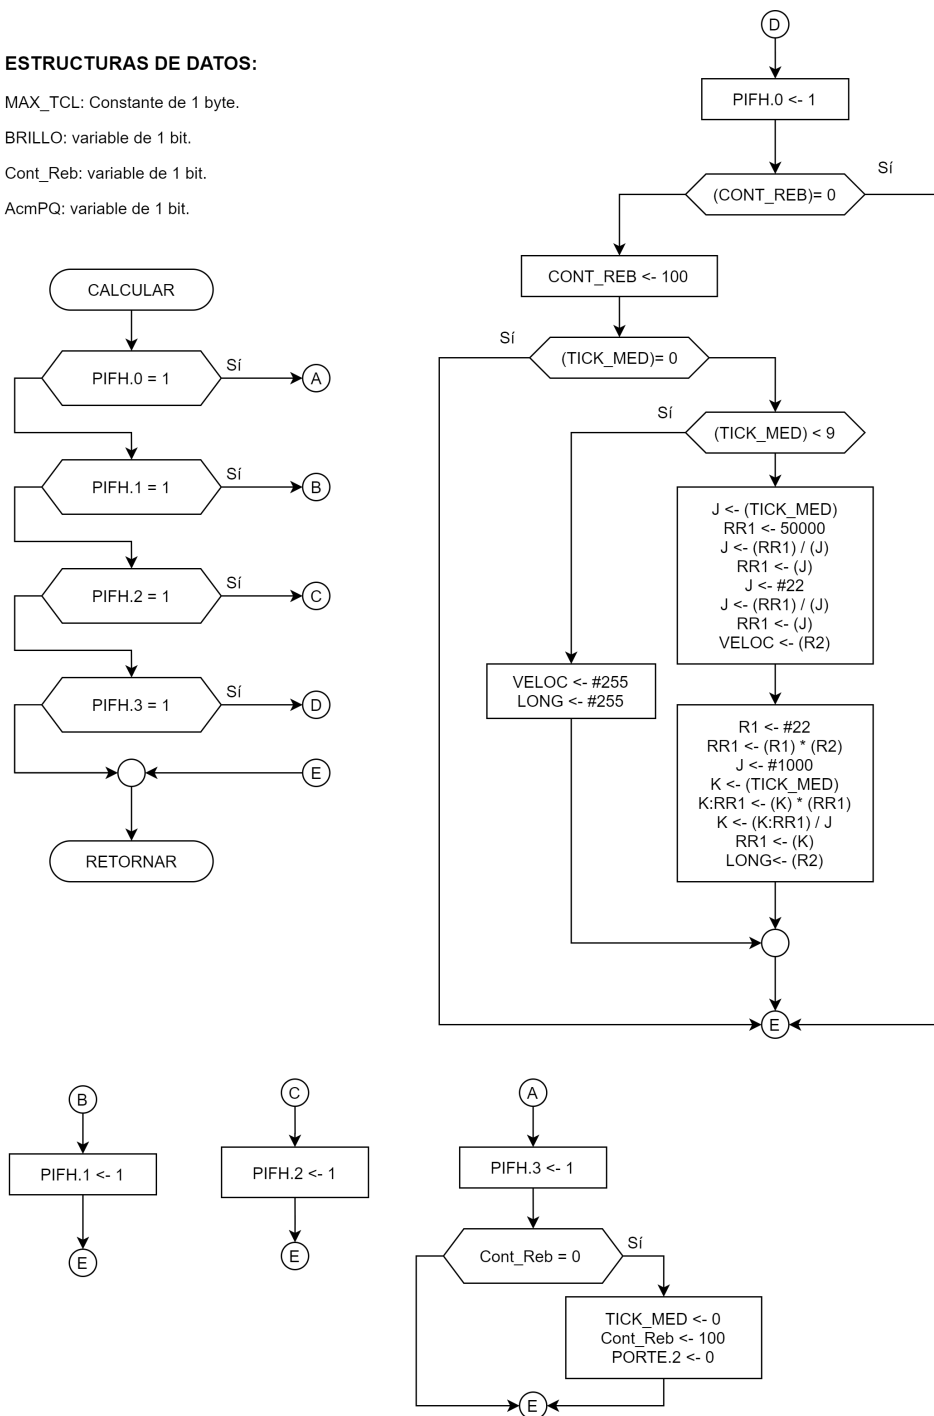 ESTRUCTURAS DE DATOS:
MAX_TCL: Constante de 1 byte.
BRILLO: variable de 1 bit.
Cont_Reb: variable de 1 bit.
AcmPQ: variable de 1 bit.
CALCULAR
PIFH.0 = 1
Sí
A
PIFH.1 = 1
Sí
B
PIFH.2 = 1
Sí
C
PIFH.3 = 1
Sí
D
E
RETORNAR
D
PIFH.0 <- 1
(CONT_REB)= 0
Sí
CONT_REB <- 100
(TICK_MED)= 0
Sí
(TICK_MED) < 9
Sí
VELOC <- #255
LONG <- #255
J <- (TICK_MED)
RR1 <- 50000
J <- (RR1) / (J)
RR1 <- (J)
J <- #22
J <- (RR1) / (J)
RR1 <- (J)
VELOC <- (R2)
R1 <- #22
RR1 <- (R1) * (R2)
J <- #1000
K <- (TICK_MED)
K:RR1 <- (K) * (RR1)
K <- (K:RR1) / J
RR1 <- (K)
LONG<- (R2)
E
B
PIFH.1 <- 1
E
C
PIFH.2 <- 1
E
A
PIFH.3 <- 1
Cont_Reb = 0
Sí
TICK_MED <- 0
Cont_Reb <- 100
PORTE.2 <- 0
E